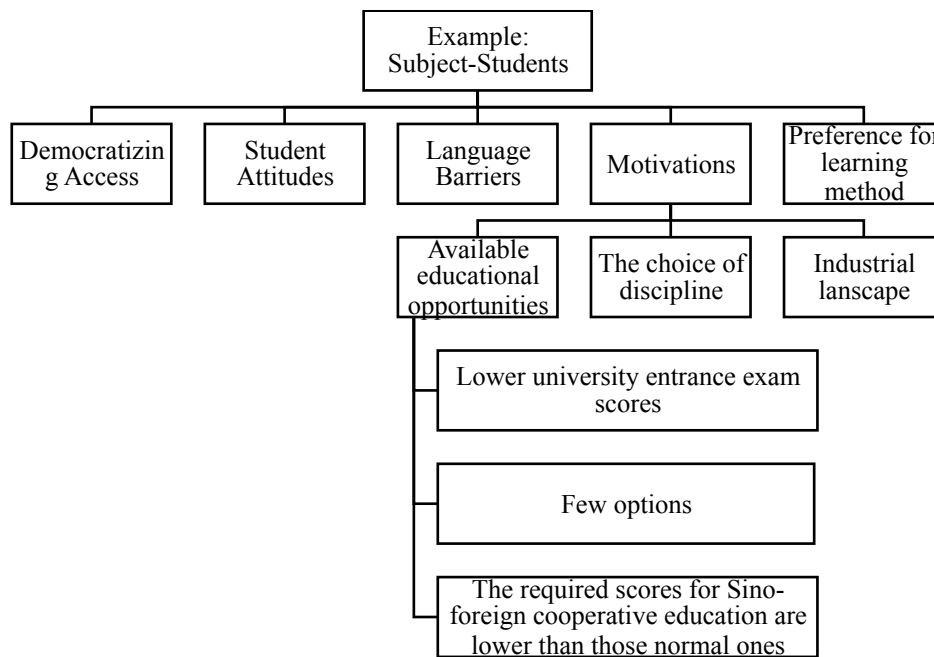 Example:
Subject-Students
Democratizin
g Access
Student
Attitudes
Language
Barriers
Motivations
Preference for
learning
method
Available
educational
opportunities
The choice of
discipline
Industrial
lanscape
Lower university entrance exam
scores
Few options
The required scores for Sino-
foreign cooperative education are
lower than those normal ones